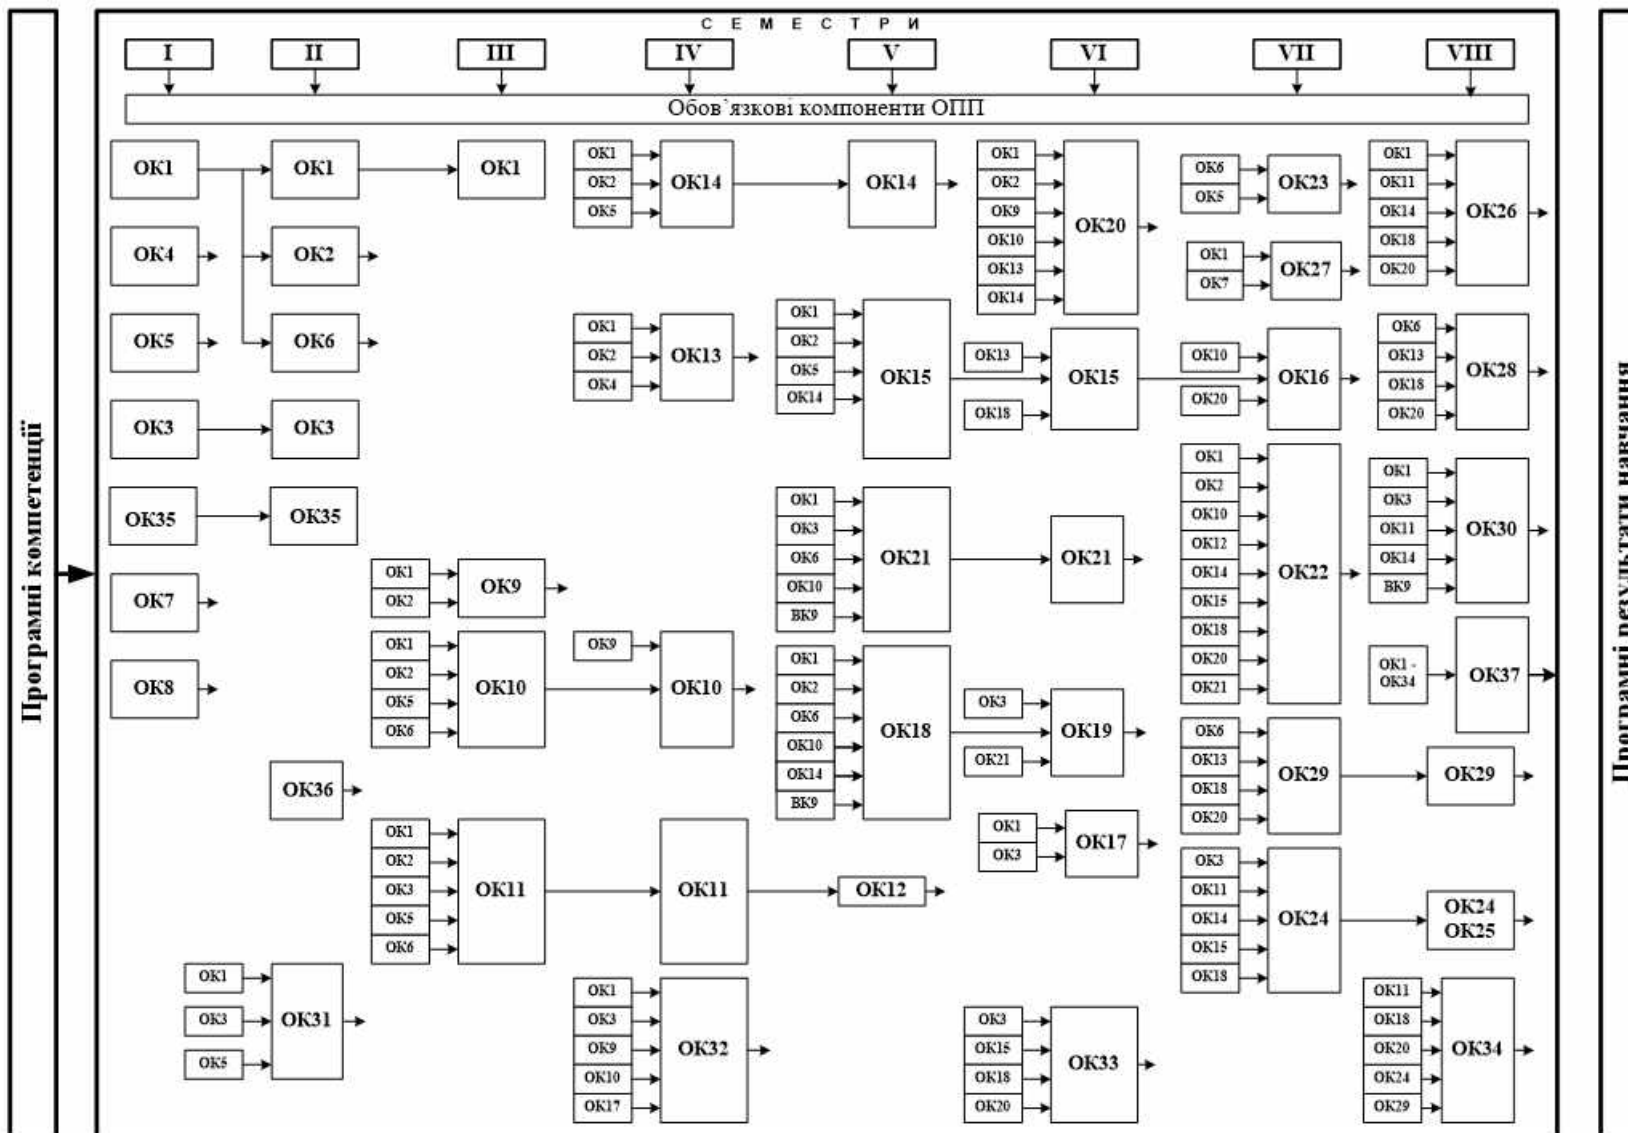 С Е М Е С Т Р И
I II III IV V VI VII VIII
Обов'язкові компоненти ОПП
Програмні компетенції
ОК1
ОК4
ОК5
ОК3
ОК35
ОК7
ОК8
ОК1
ОК2
ОК6
ОК3
ОК35
ОК36
ОК1
ОК3
ОК5
ОК31
ОК1
ОК1
ОК2
ОК9
ОК1
ОК2
ОК5
ОК6
ОК10
ОК1
ОК2
ОК3
ОК5
ОК6
ОК11
ОК1
ОК2
ОК5
ОК14
ОК1
ОК2
ОК4
ОК13
ОК9
ОК10
ОК11
ОК1
ОК3
ОК9
ОК10
ОК17
ОК32
ОК14
ОК1
ОК2
ОК5
ОК14
ОК15
ОК1
ОК3
ОК6
ОК10
ВК9
ОК21
ОК1
ОК2
ОК6
ОК10
ОК14
ВК9
ОК18
ОК12
ОК1
ОК2
ОК9
ОК10
ОК13
ОК14
ОК20
ОК13
ОК18
ОК15
ОК21
ОК3
ОК21
ОК19
ОК1
ОК3
ОК17
ОК3
ОК15
ОК18
ОК20
ОК33
ОК6
ОК5
ОК23
ОК1
ОК7
ОК27
ОК10
ОК20
ОК16
ОК1
ОК2
ОК10
ОК12
ОК14
ОК15
ОК18
ОК20
ОК21
ОК22
ОК6
ОК13
ОК18
ОК20
ОК29
ОК3
ОК11
ОК14
ОК15
ОК18
ОК24
ОК1
ОК11
ОК14
ОК18
ОК20
ОК26
ОК6
ОК13
ОК18
ОК20
ОК28
ОК1
ОК3
ОК11
ОК14
ВК9
ОК30
ОК1 -
ОК34
ОК37
ОК29
ОК24
ОК25
ОК11
ОК18
ОК20
ОК24
ОК29
ОК34
Програмні результати навчання